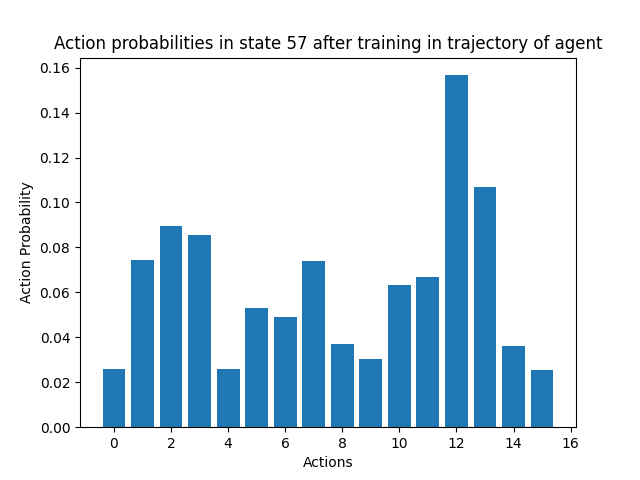 Action probabilities in state 57 after training in trajectory of agent
0.16
0.14
0.12
0.10
0.08
0.06
0.04
0.02
0.00
Action Probability
0 2 4 6 8 10 12 14 16
Actions